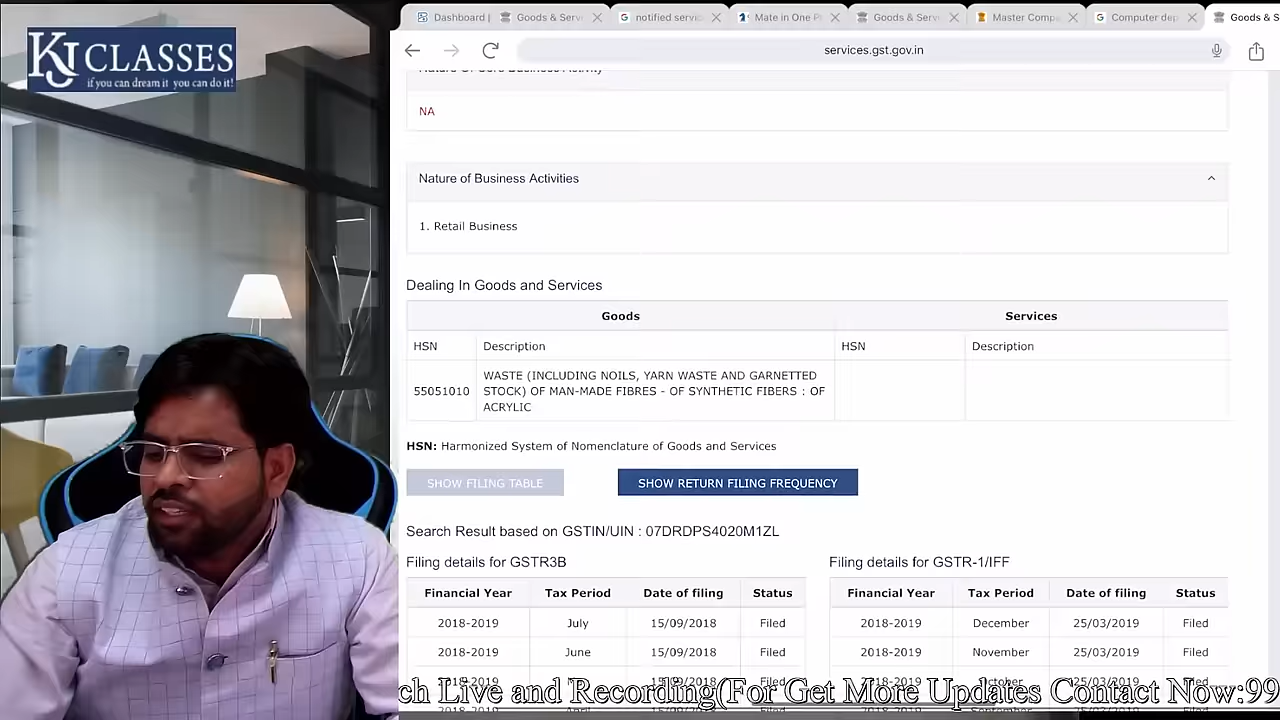 KJ CLASSES
if you can dream it you can do it!
Dashboard |
Goods & Serv
notified servi
Mate in One P
Goods & Serv
Master Comp
Computer dep
Goods & S
services.gst.gov.in
NA
Nature of Business Activities
1. Retail Business
Dealing In Goods and Services
Goods Services
HSN Description HSN Description
55051010 WASTE (INCLUDING NOILS, YARN WASTE AND GARNETTED
STOCK) OF MAN-MADE FIBRES - OF SYNTHETIC FIBERS : OF
ACRYLIC
HSN: Harmonized System of Nomenclature of Goods and Services
SHOW FILING TABLE SHOW RETURN FILING FREQUENCY
Search Result based on GSTIN/UIN : 07DRDPS4020M1ZL
Filing details for GSTR3B Filing details for GSTR-1/IFF
Financial Year Tax Period Date of filing Status Financial Year Tax Period Date of filing Status
2018-2019 July 15/09/2018 Filed 2018-2019 December 25/03/2019 Filed
2018-2019 June 15/09/2018 Filed 2018-2019 November 25/03/2019 Filed
ch Live and Recording(For Get More Updates Contact Now:99